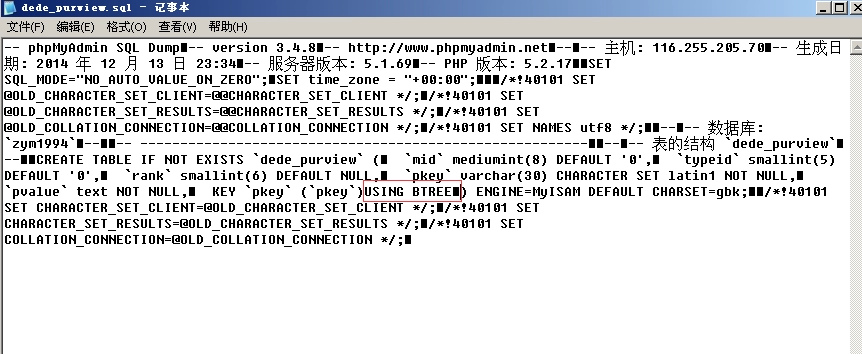 dede_purview.sql - 记事本
文件(F) 编辑(E) 格式(O) 查看(V) 帮助(H)
-- phpMyAdmin SQL Dump■-- version 3.4.8■-- http://www.phpmyadmin.net■--■-- 主机: 116.255.205.70■-- 生成日
期: 2014 年 12 月 13 日 23:34■-- 服务器版本: 5.1.69■-- PHP 版本: 5.2.17■■SET
SQL_MODE="NO_AUTO_VALUE_ON_ZERO";■SET time_zone = "+00:00";■■■/*!40101 SET
@OLD_CHARACTER_SET_CLIENT=@@CHARACTER_SET_CLIENT */;■/*!40101 SET
@OLD_CHARACTER_SET_RESULTS=@@CHARACTER_SET_RESULTS */;■/*!40101 SET
@OLD_COLLATION_CONNECTION=@@COLLATION_CONNECTION */;■/*!40101 SET NAMES utf8 */;■■--■-- 数据库:
`zym1994`■--■■-- --------------------------------------------------------■■--■-- 表的结构 `dede_purview`■
--■■CREATE TABLE IF NOT EXISTS `dede_purview` (■ `mid` mediumint(8) DEFAULT '0',■ `typeid` smallint(5)
DEFAULT '0',■ `rank` smallint(6) DEFAULT NULL,■ `pkey` varchar(30) CHARACTER SET latin1 NOT NULL,■
`pvalue` text NOT NULL,■ KEY `pkey` (`pkey`)USING BTREE■) ENGINE=MyISAM DEFAULT CHARSET=gbk;■■/*!40101
SET CHARACTER_SET_CLIENT=@OLD_CHARACTER_SET_CLIENT */;■/*!40101 SET
CHARACTER_SET_RESULTS=@OLD_CHARACTER_SET_RESULTS */;■/*!40101 SET
COLLATION_CONNECTION=@OLD_COLLATION_CONNECTION */;■